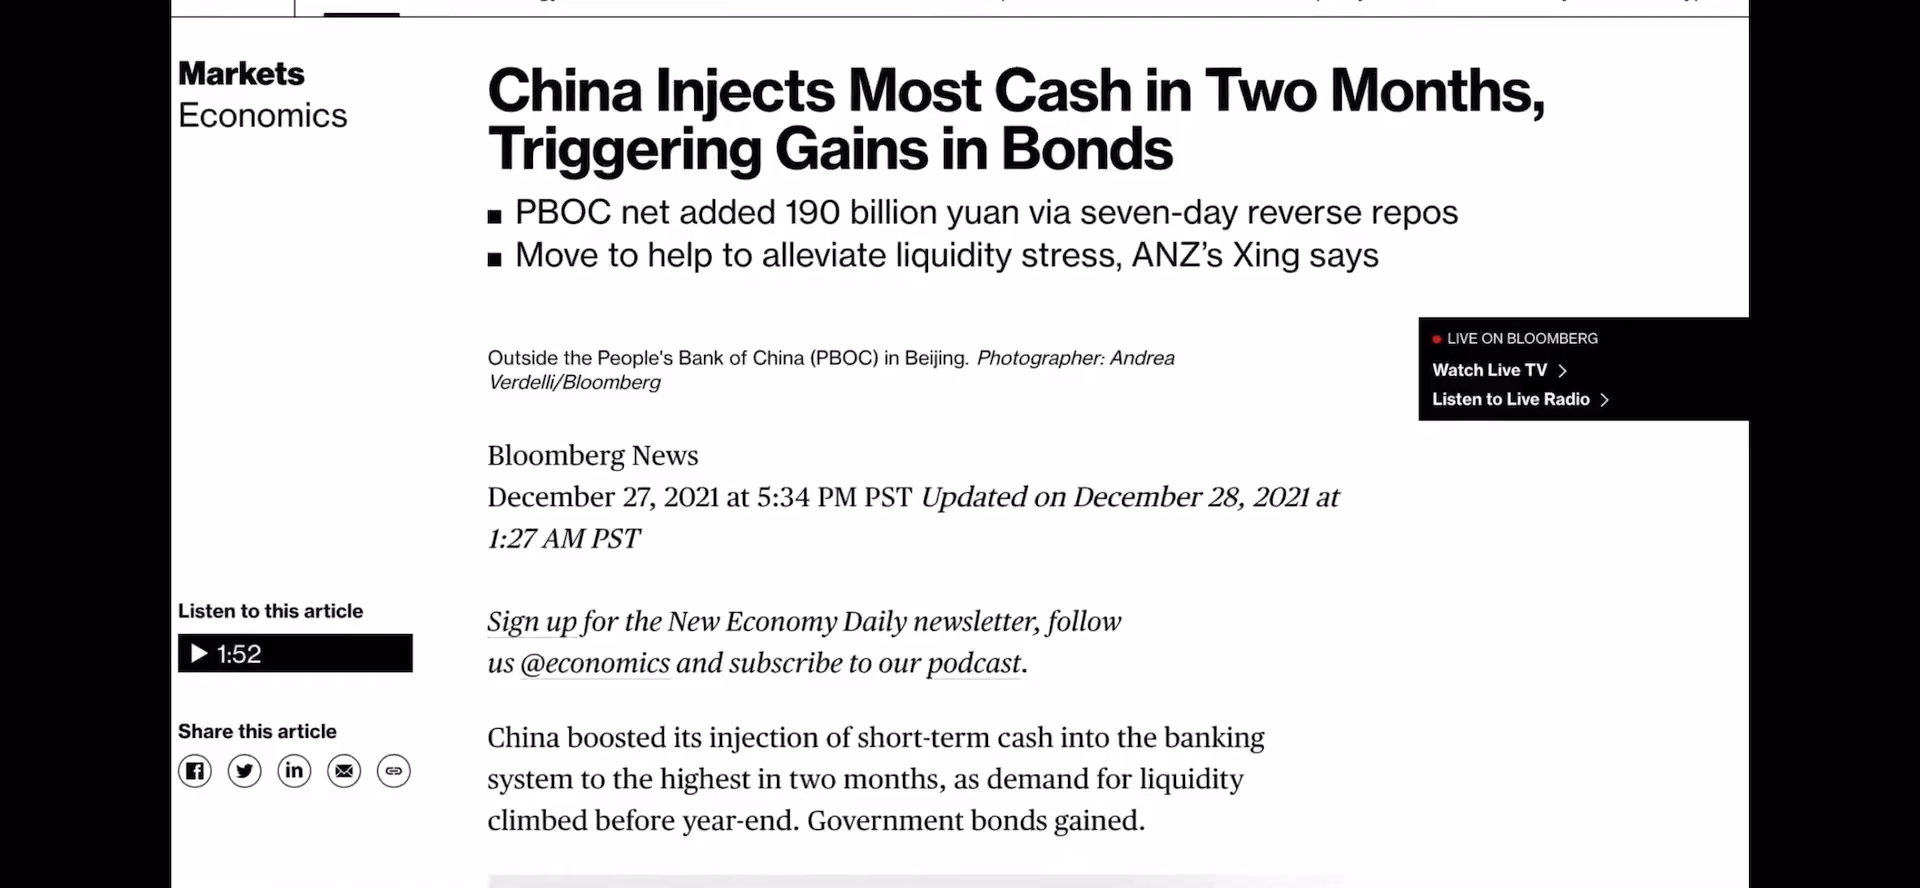 Markets
Economics
China Injects Most Cash in Two Months,
Triggering Gains in Bonds
■ PBOC net added 190 billion yuan via seven-day reverse repos
■ Move to help to alleviate liquidity stress, ANZ’s Xing says
Outside the People's Bank of China (PBOC) in Beijing. Photographer: Andrea
Verdelli/Bloomberg
LIVE ON BLOOMBERG
Watch Live TV
Listen to Live Radio
Bloomberg News
December 27, 2021 at 5:34 PM PST Updated on December 28, 2021 at
1:27 AM PST
Listen to this article
1:52
Sign up for the New Economy Daily newsletter, follow
us @economics and subscribe to our podcast.
Share this article
China boosted its injection of short-term cash into the banking
system to the highest in two months, as demand for liquidity
climbed before year-end. Government bonds gained.